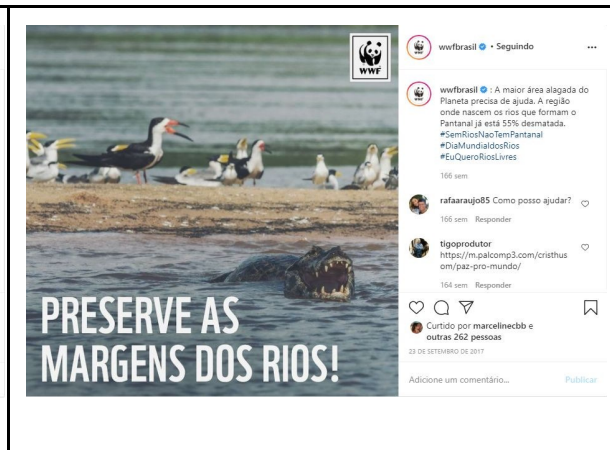 WWF
PRESERVE AS
MARGENS DOS RIOS!
wwfbrasil • Seguindo
wwfbrasil : A maior área alagada do
Planeta precisa de ajuda. A região
onde nascem os rios que formam o
Pantanal já está 55% desmatada.
#SemRiosNaoTemPantanal
#DiaMundialdosRios
#EuQueroRiosLivres
166 sem
rafaaraujo85 Como posso ajudar?
166 sem Responder
tigoprodutor
https://m.palcomp3.com/cristhus
om/paz-pro-mundo/
164 sem Responder
Curtido por marcelinecbb e
outras 262 pessoas
23 DE SETEMBRO DE 2017
Adicione um comentário... Publicar